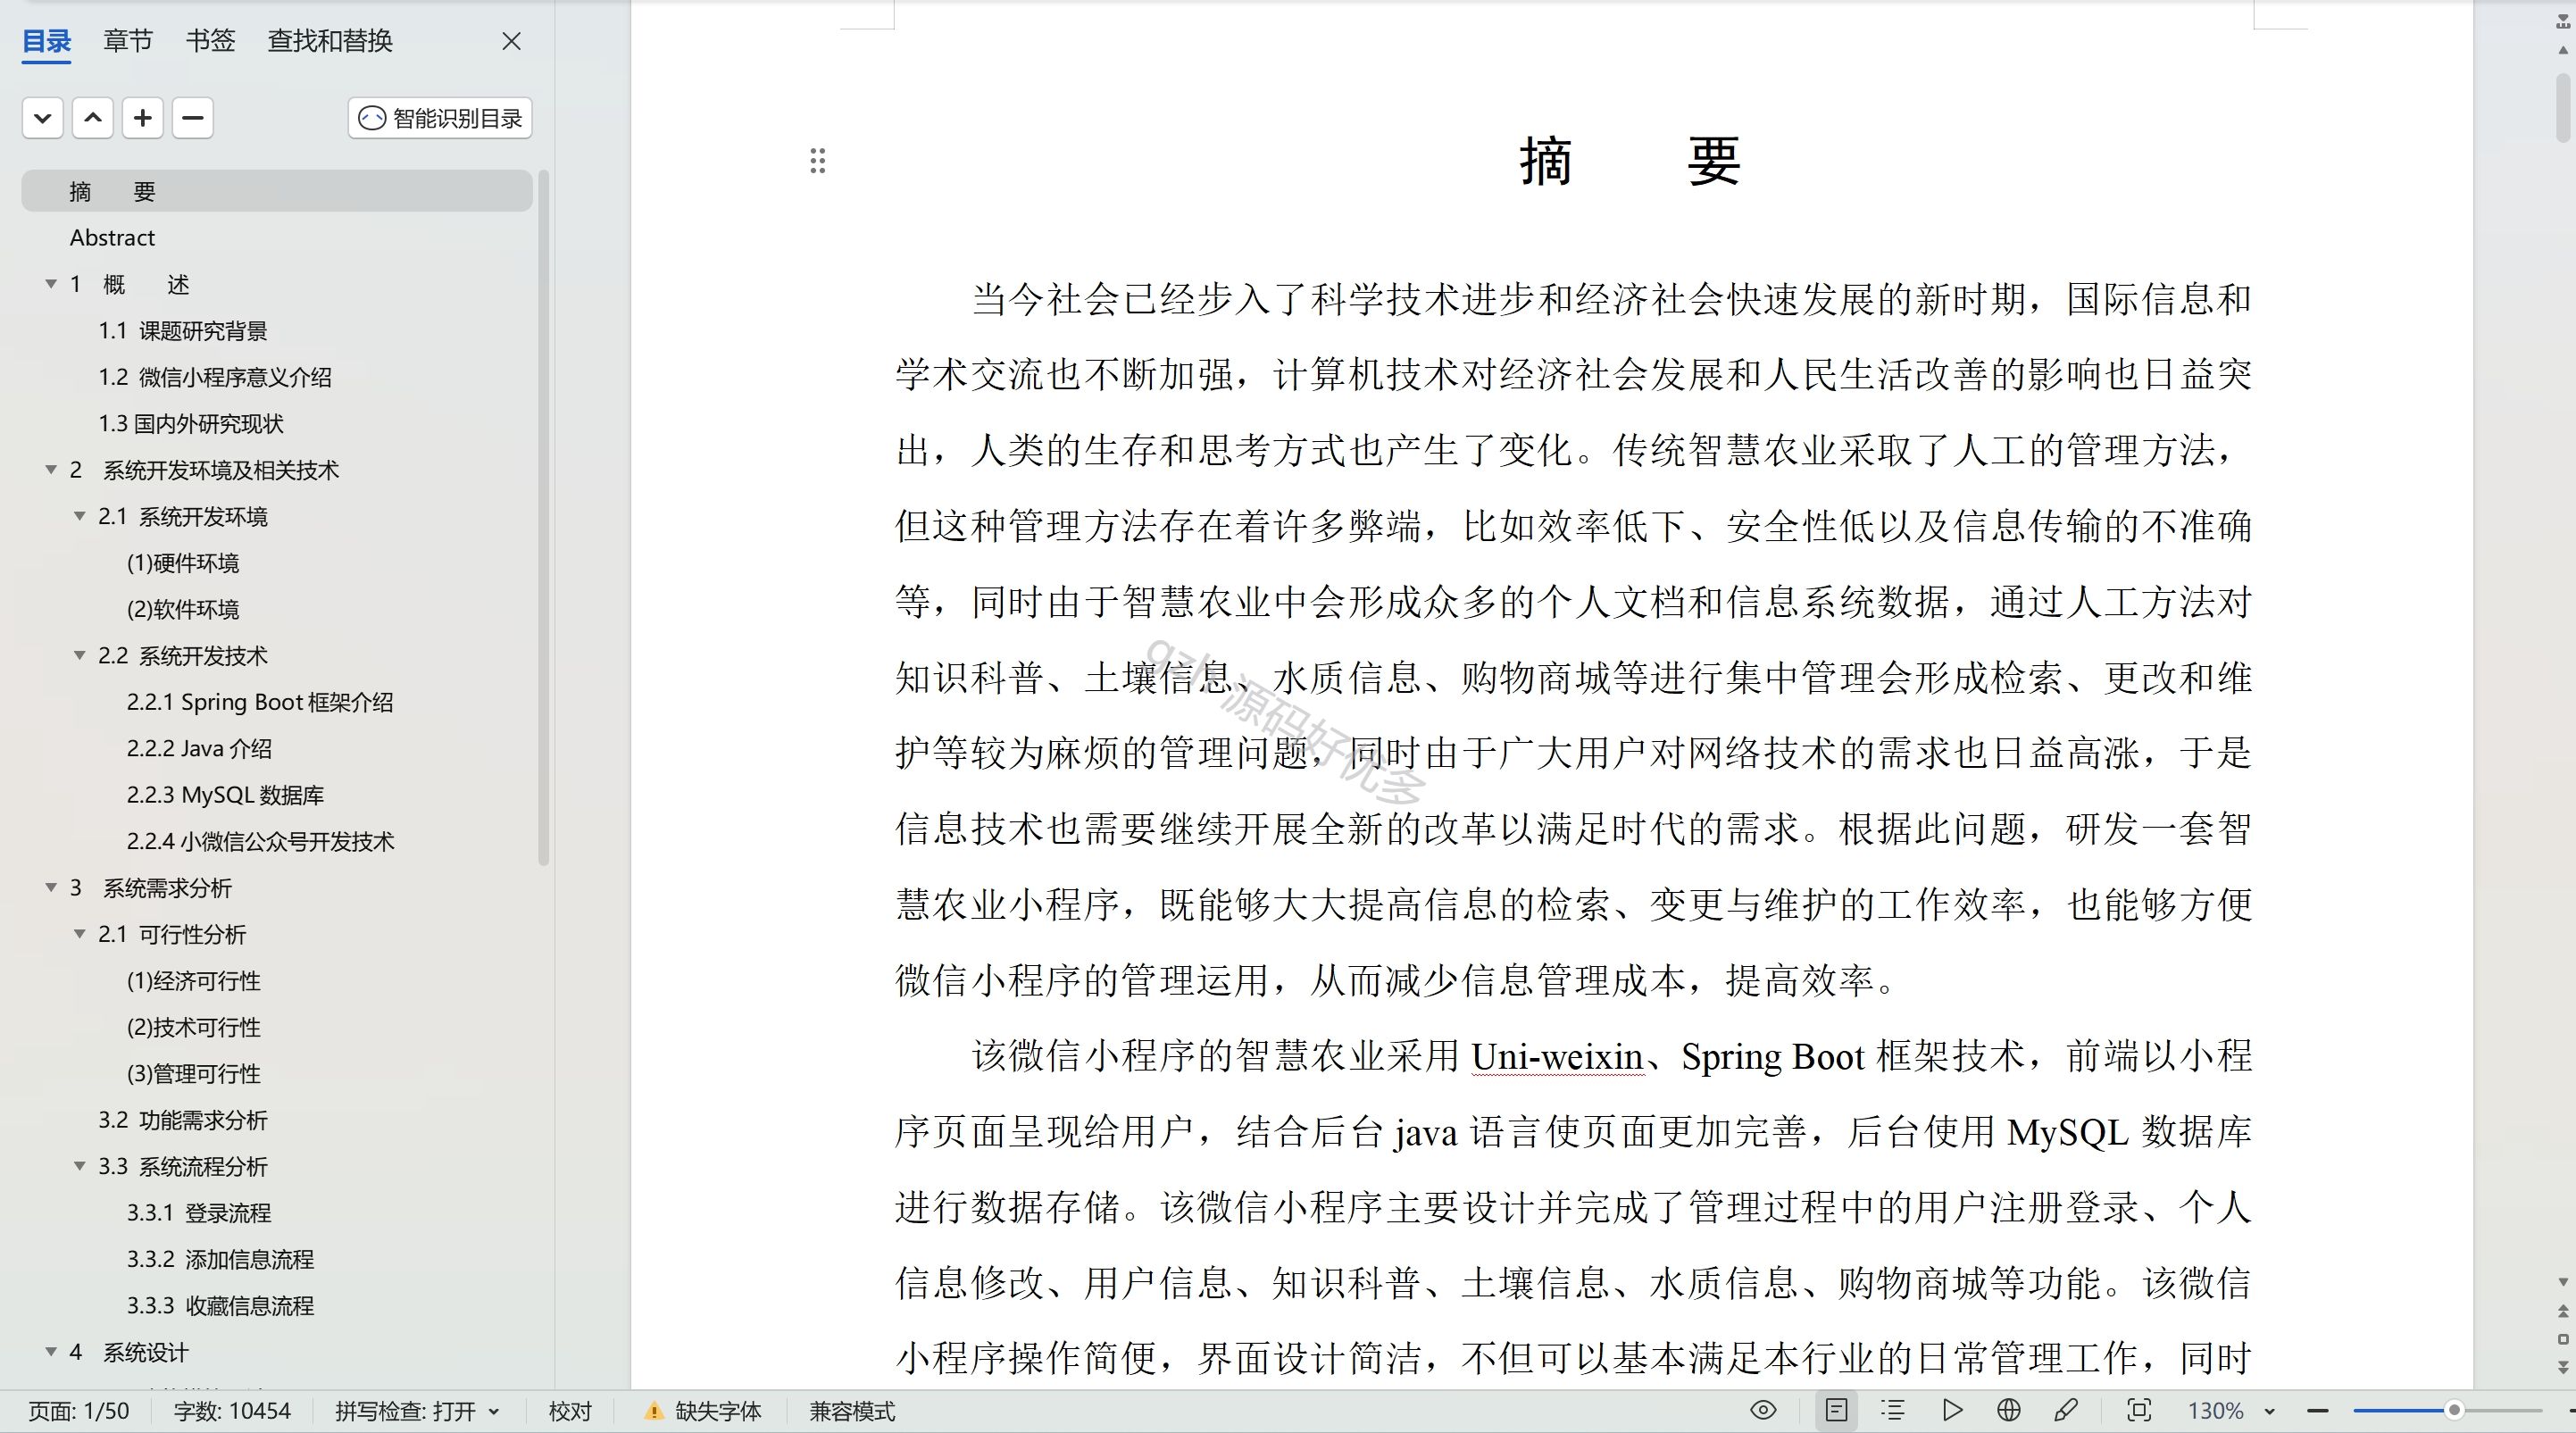 目录 章节 书签 查找和替换
智能识别目录
摘 要
Abstract
1 概 述
1.1 课题研究背景
1.2 微信小程序意义介绍
1.3 国内外研究现状
2 系统开发环境及相关技术
2.1 系统开发环境
(1)硬件环境
(2)软件环境
2.2 系统开发技术
2.2.1 Spring Boot 框架介绍
2.2.2 Java 介绍
2.2.3 MySQL 数据库
2.2.4 小微信公众号开发技术
3 系统需求分析
2.1 可行性分析
(1)经济可行性
(2)技术可行性
(3)管理可行性
3.2 功能需求分析
3.3 系统流程分析
3.3.1 登录流程
3.3.2 添加信息流程
3.3.3 收藏信息流程
4 系统设计
摘 要
当今社会已经步入了科学技术进步和经济社会快速发展的新时期，国际信息和
学术交流也不断加强，计算机技术对经济社会发展和人民生活改善的影响也日益突
出，人类的生存和思考方式也产生了变化。传统智慧农业采取了人工的管理方法，
但这种管理方法存在着许多弊端，比如效率低下、安全性低以及信息传输的不准确
等，同时由于智慧农业中会形成众多的个人文档和信息系统数据，通过人工方法对
知识科普、土壤信息、水质信息、购物商城等进行集中管理会形成检索、更改和维
护等较为麻烦的管理问题，同时由于广大用户对网络技术的需求也日益高涨，于是
信息技术也需要继续开展全新的改革以满足时代的需求。根据此问题，研发一套智
慧农业小程序，既能够大大提高信息的检索、变更与维护的工作效率，也能够方便
微信小程序的管理运用，从而减少信息管理成本，提高效率。
该微信小程序的智慧农业采用 Uni-weixin、Spring Boot 框架技术，前端以小程
序页面呈现给用户，结合后台 java 语言使页面更加完善，后台使用 MySQL 数据库
进行数据存储。该微信小程序主要设计并完成了管理过程中的用户注册登录、个人
信息修改、用户信息、知识科普、土壤信息、水质信息、购物商城等功能。该微信
小程序操作简便，界面设计简洁，不但可以基本满足本行业的日常管理工作，同时
gzh 源码好优多
页面: 1/50 字数: 10454 拼写检查: 打开 校对 缺失字体 兼容模式 130%